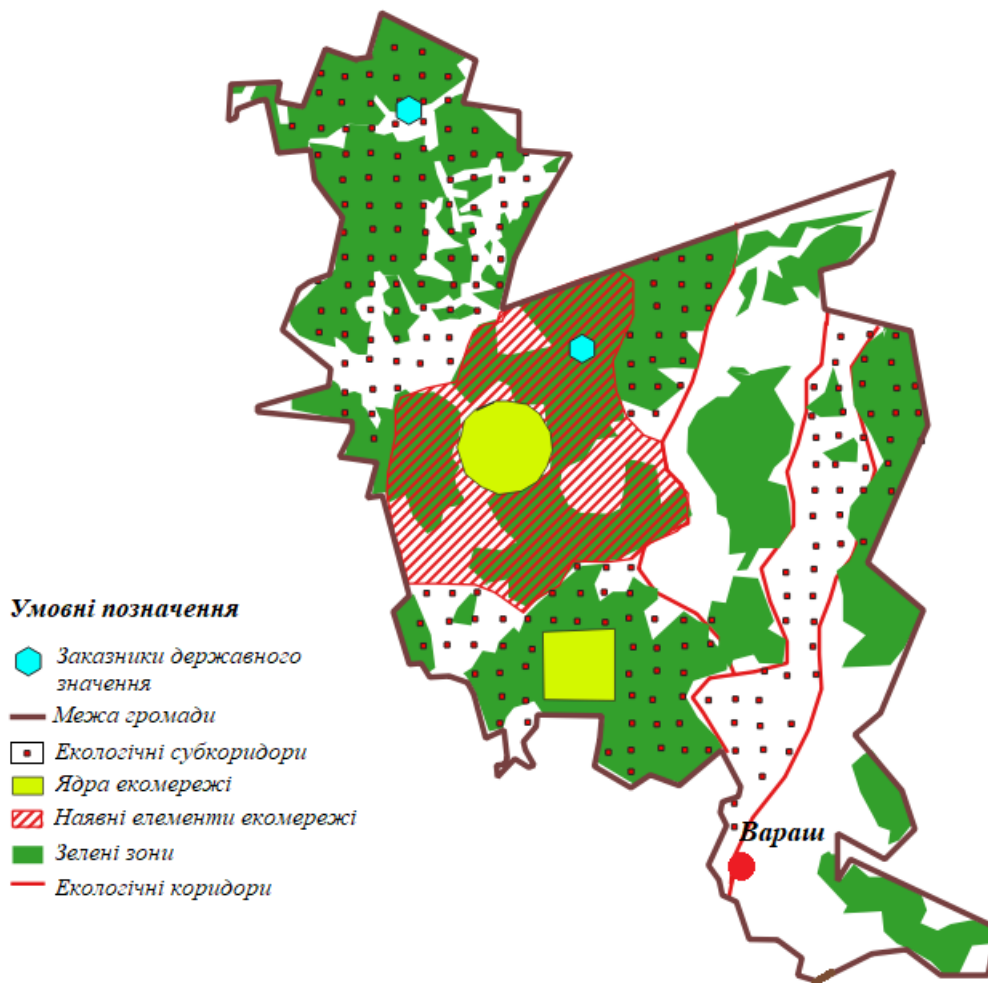 Вараш
Умовні позначення
Заказники державного
значення
Межа громади
Екологічні субкоридори
Ядра екомережі
Наявні елементи екомережі
Зелені зони
Екологічні коридори